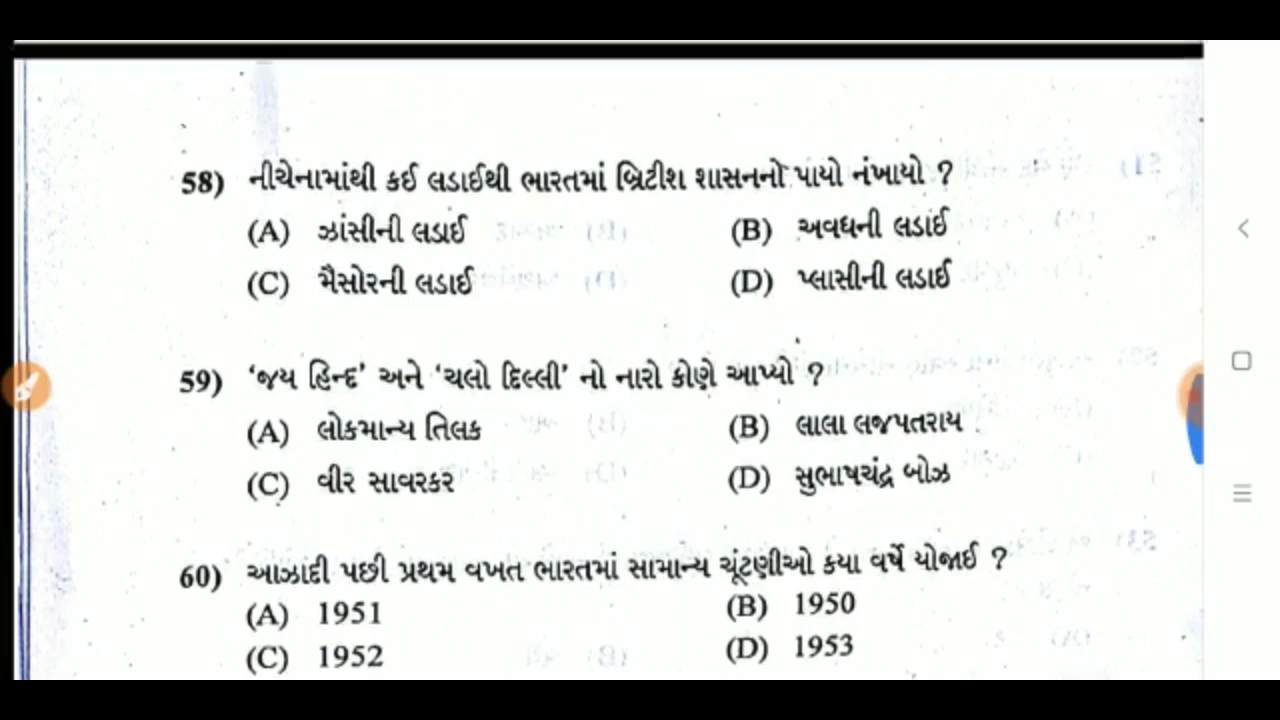 58) નીચેનામાંથી કઈ લડાઈથી ભારતમાં બ્રિટીશ શાસનનો પાયો નંખાયો ?
(A) ઝાંસીની લડાઈ (B) અવધની લડાઈ
(C) મૈસોરની લડાઈ (D) પ્લાસીની લડાઈ
59) ‘જય હિન્દ’ અને ‘ચલો દિલ્લી’ નો નારો કોણે આપ્યો ?
(A) લોકમાન્ય તિલક (B) લાલા લજપતરાય
(C) વીર સાવરકર (D) સુભાષચંદ્ર બોઝ
60) આઝાદી પછી પ્રથમ વખત ભારતમાં સામાન્ય ચૂંટણીઓ કયા વર્ષે યોજાઈ ?
(A) 1951 (B) 1950
(C) 1952 (D) 1953